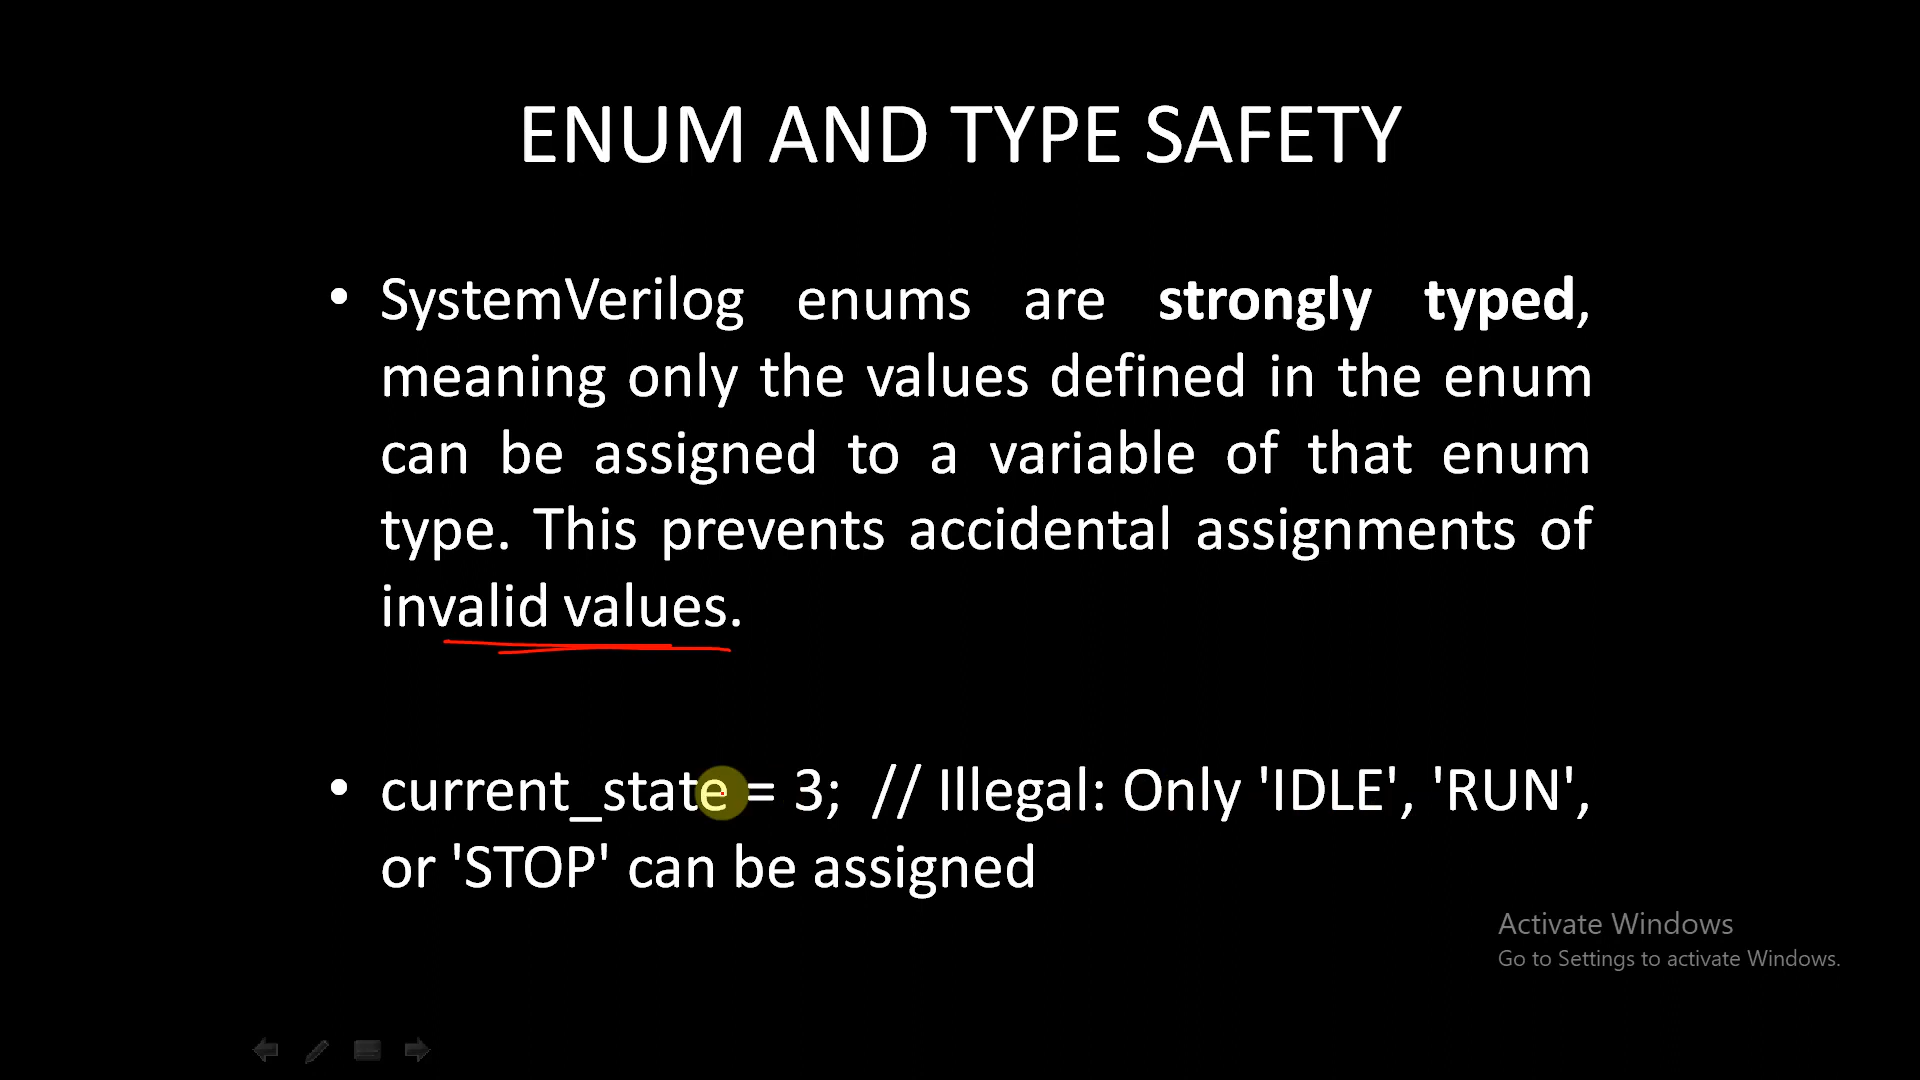 ENUM AND TYPE SAFETY
• SystemVerilog enums are strongly typed,
meaning only the values defined in the enum
can be assigned to a variable of that enum
type. This prevents accidental assignments of
invalid values.
• current_state = 3;  // Illegal: Only 'IDLE', 'RUN',
or 'STOP' can be assigned
Activate Windows
Go to Settings to activate Windows.